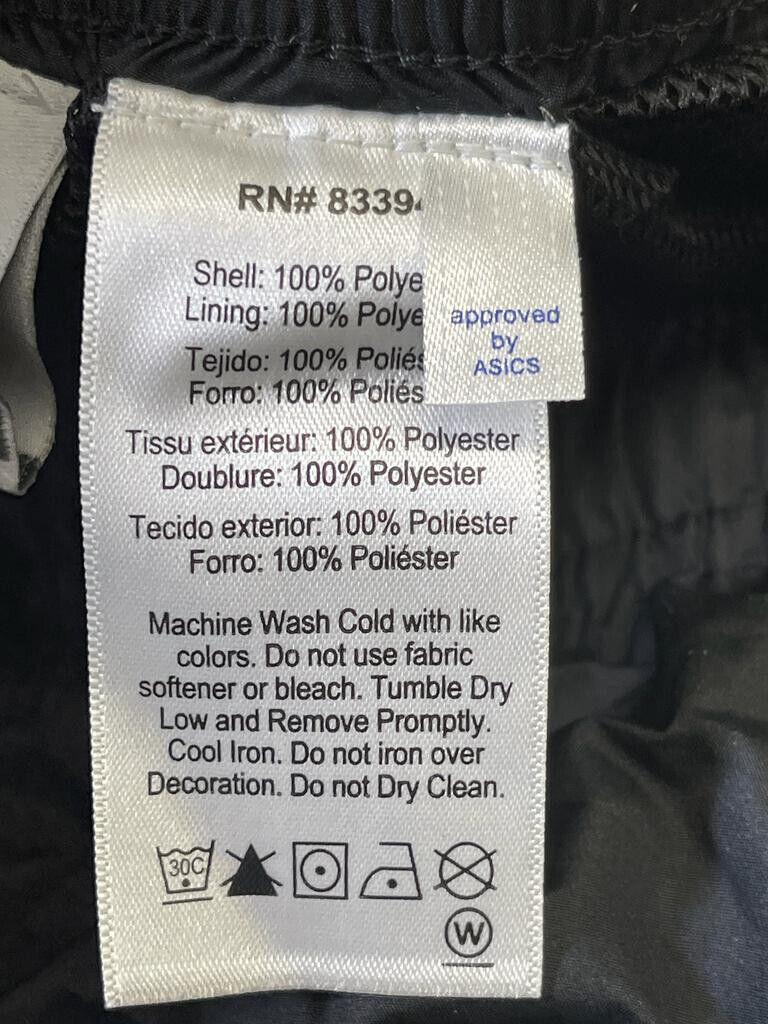 RN# 8339
Shell: 100% Polye
Lining: 100% Polye
Tejido: 100% Poliés
Forro: 100% Poliés
approved
by
ASICS
Tissu extérieur: 100% Polyester
Doublure: 100% Polyester
Tecido exterior: 100% Poliéster
Forro: 100% Poliéster
Machine Wash Cold with like
colors. Do not use fabric
softener or bleach. Tumble Dry
Low and Remove Promptly.
Cool Iron. Do not iron over
Decoration. Do not Dry Clean.
30C
W